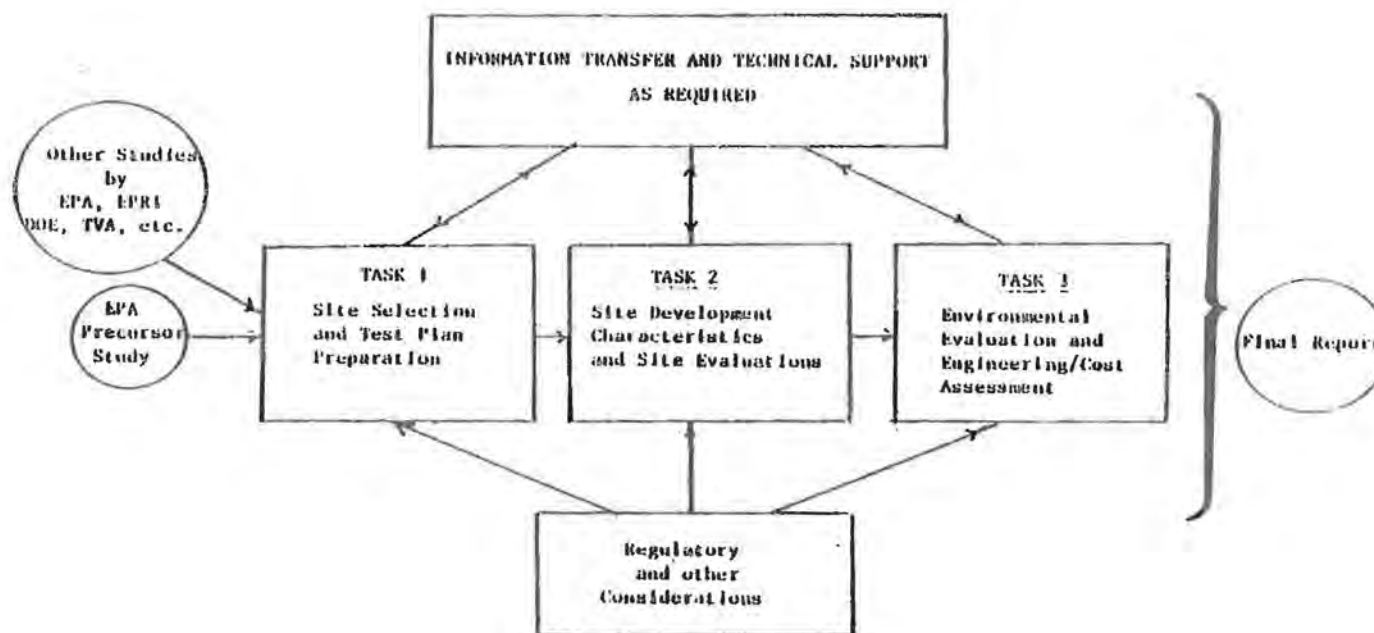 INFORMATION TRANSFER AND TECHNICAL SUPPORT
AS REQUIRED
Other Studies
by
EPA, EPRI
DOE, TVA, etc.
EPA
Precursor
Study
TASK 1
Site Selection
and Test Plan
Preparation
TASK 2
Site Development
Characteristics
and Site Evaluations
TASK 3
Environmental
Evaluation and
Engineering/Cost
Assessment
Final Report
Regulatory
and other
Considerations